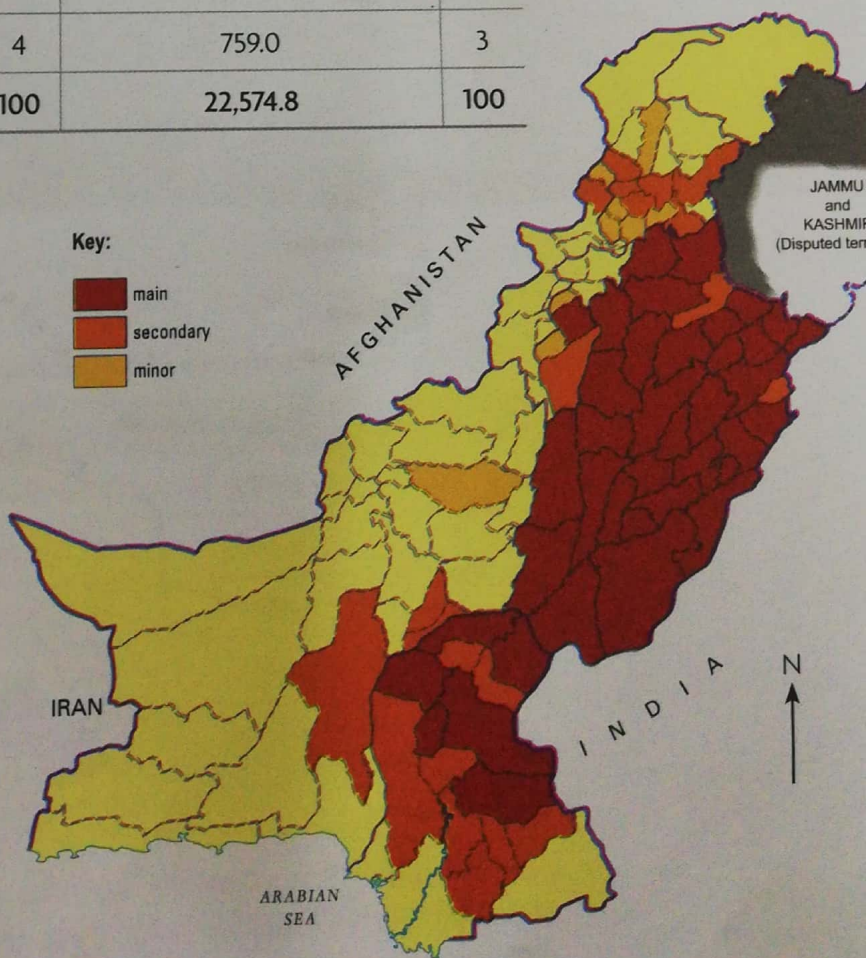 4 759.0 3
100 22,574.8 100
Key:
main
secondary
minor
AFGHANISTAN
JAMMU
and
KASHMIR
(Disputed
IRAN
INDIA
N
ARABIAN
SEA